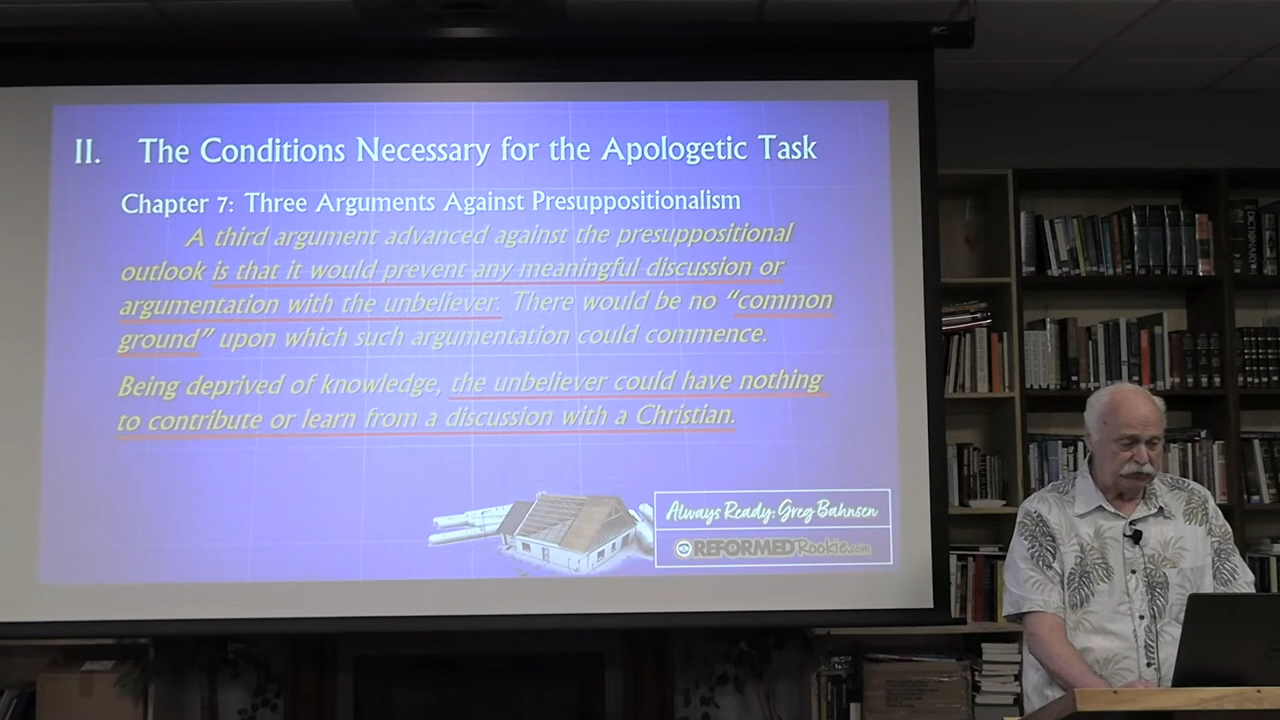 II. The Conditions Necessary for the Apologetic Task
Chapter 7: Three Arguments Against Presuppositionalism
A third argument advanced against the presuppositional
outlook is that it would prevent any meaningful discussion or
argumentation with the unbeliever. There would be no “common
ground” upon which such argumentation could commence.
Being deprived of knowledge, the unbeliever could have nothing
to contribute or learn from a discussion with a Christian.
Always Ready: Greg Bahnsen
REFORMEDRookie.com
DICTIONARY